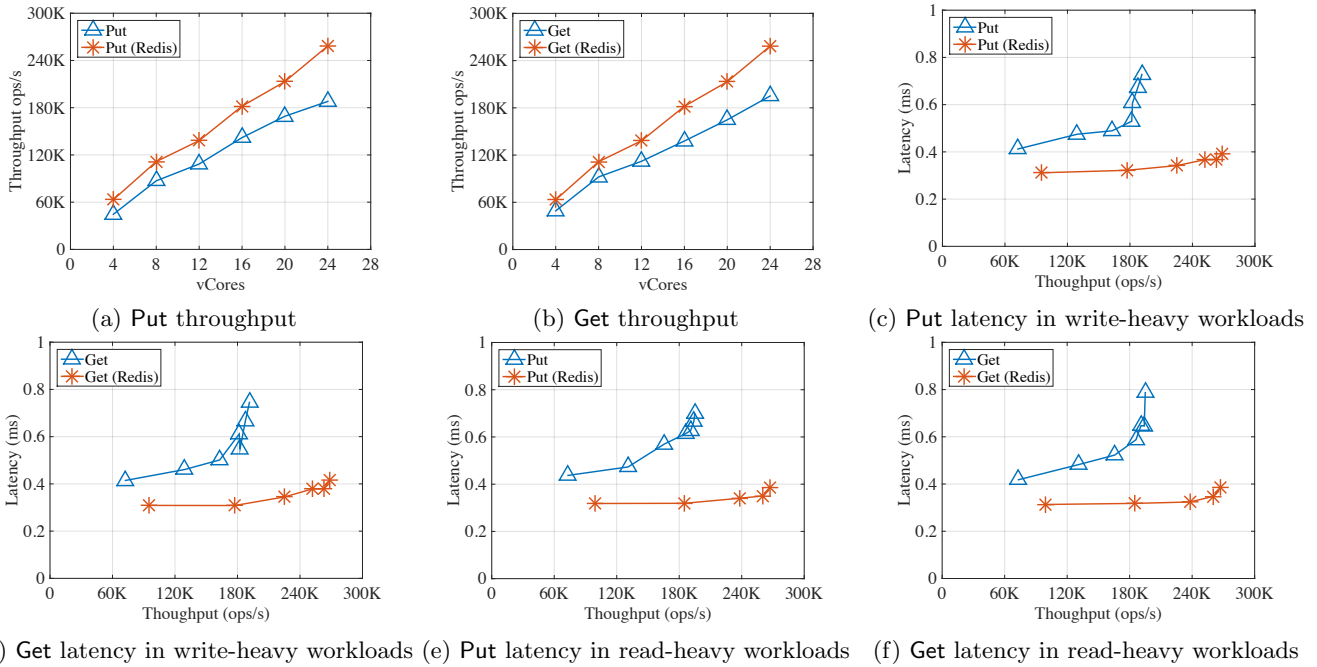 300K
240K
180K
120K
60K
0
Throughput ops/s
Put
Put (Redis)
0 4 8 12 16 20 24 28
vCores
(a) Put throughput
300K
240K
180K
120K
60K
0
Throughput ops/s
Get
Get (Redis)
0 4 8 12 16 20 24 28
vCores
(b) Get throughput
1
0.8
0.6
0.4
0.2
0
Latency (ms)
Put
Put (Redis)
0 60K 120K 180K 240K 300K
Thoughput (ops/s)
(c) Put latency in write-heavy workloads
1
0.8
0.6
0.4
0.2
0
Latency (ms)
Get
Get (Redis)
0 60K 120K 180K 240K 300K
Thoughput (ops/s)
) Get latency in write-heavy workloads
1
0.8
0.6
0.4
0.2
0
Latency (ms)
Put
Put (Redis)
0 60K 120K 180K 240K 300K
Thoughput (ops/s)
(e) Put latency in read-heavy workloads
1
0.8
0.6
0.4
0.2
0
Latency (ms)
Get
Get (Redis)
0 60K 120K 180K 240K 300K
Thoughput (ops/s)
(f) Get latency in read-heavy workloads